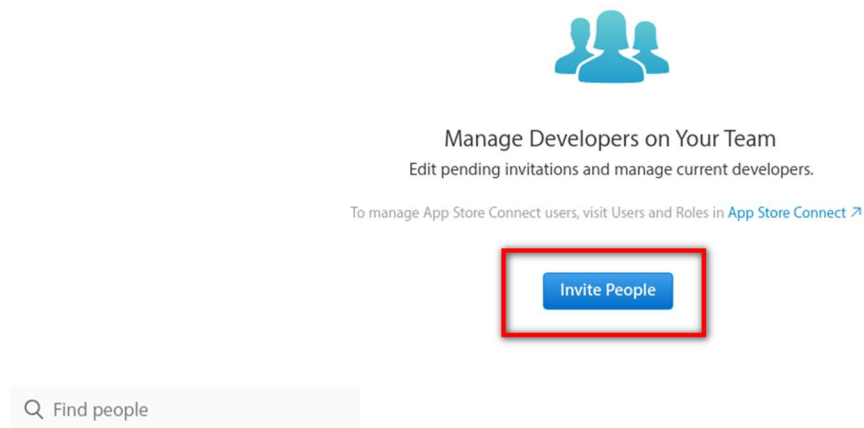 Manage Developers on Your Team
Edit pending invitations and manage current developers.
To manage App Store Connect users, visit Users and Roles in App Store Connect ↗
Invite People
Find people